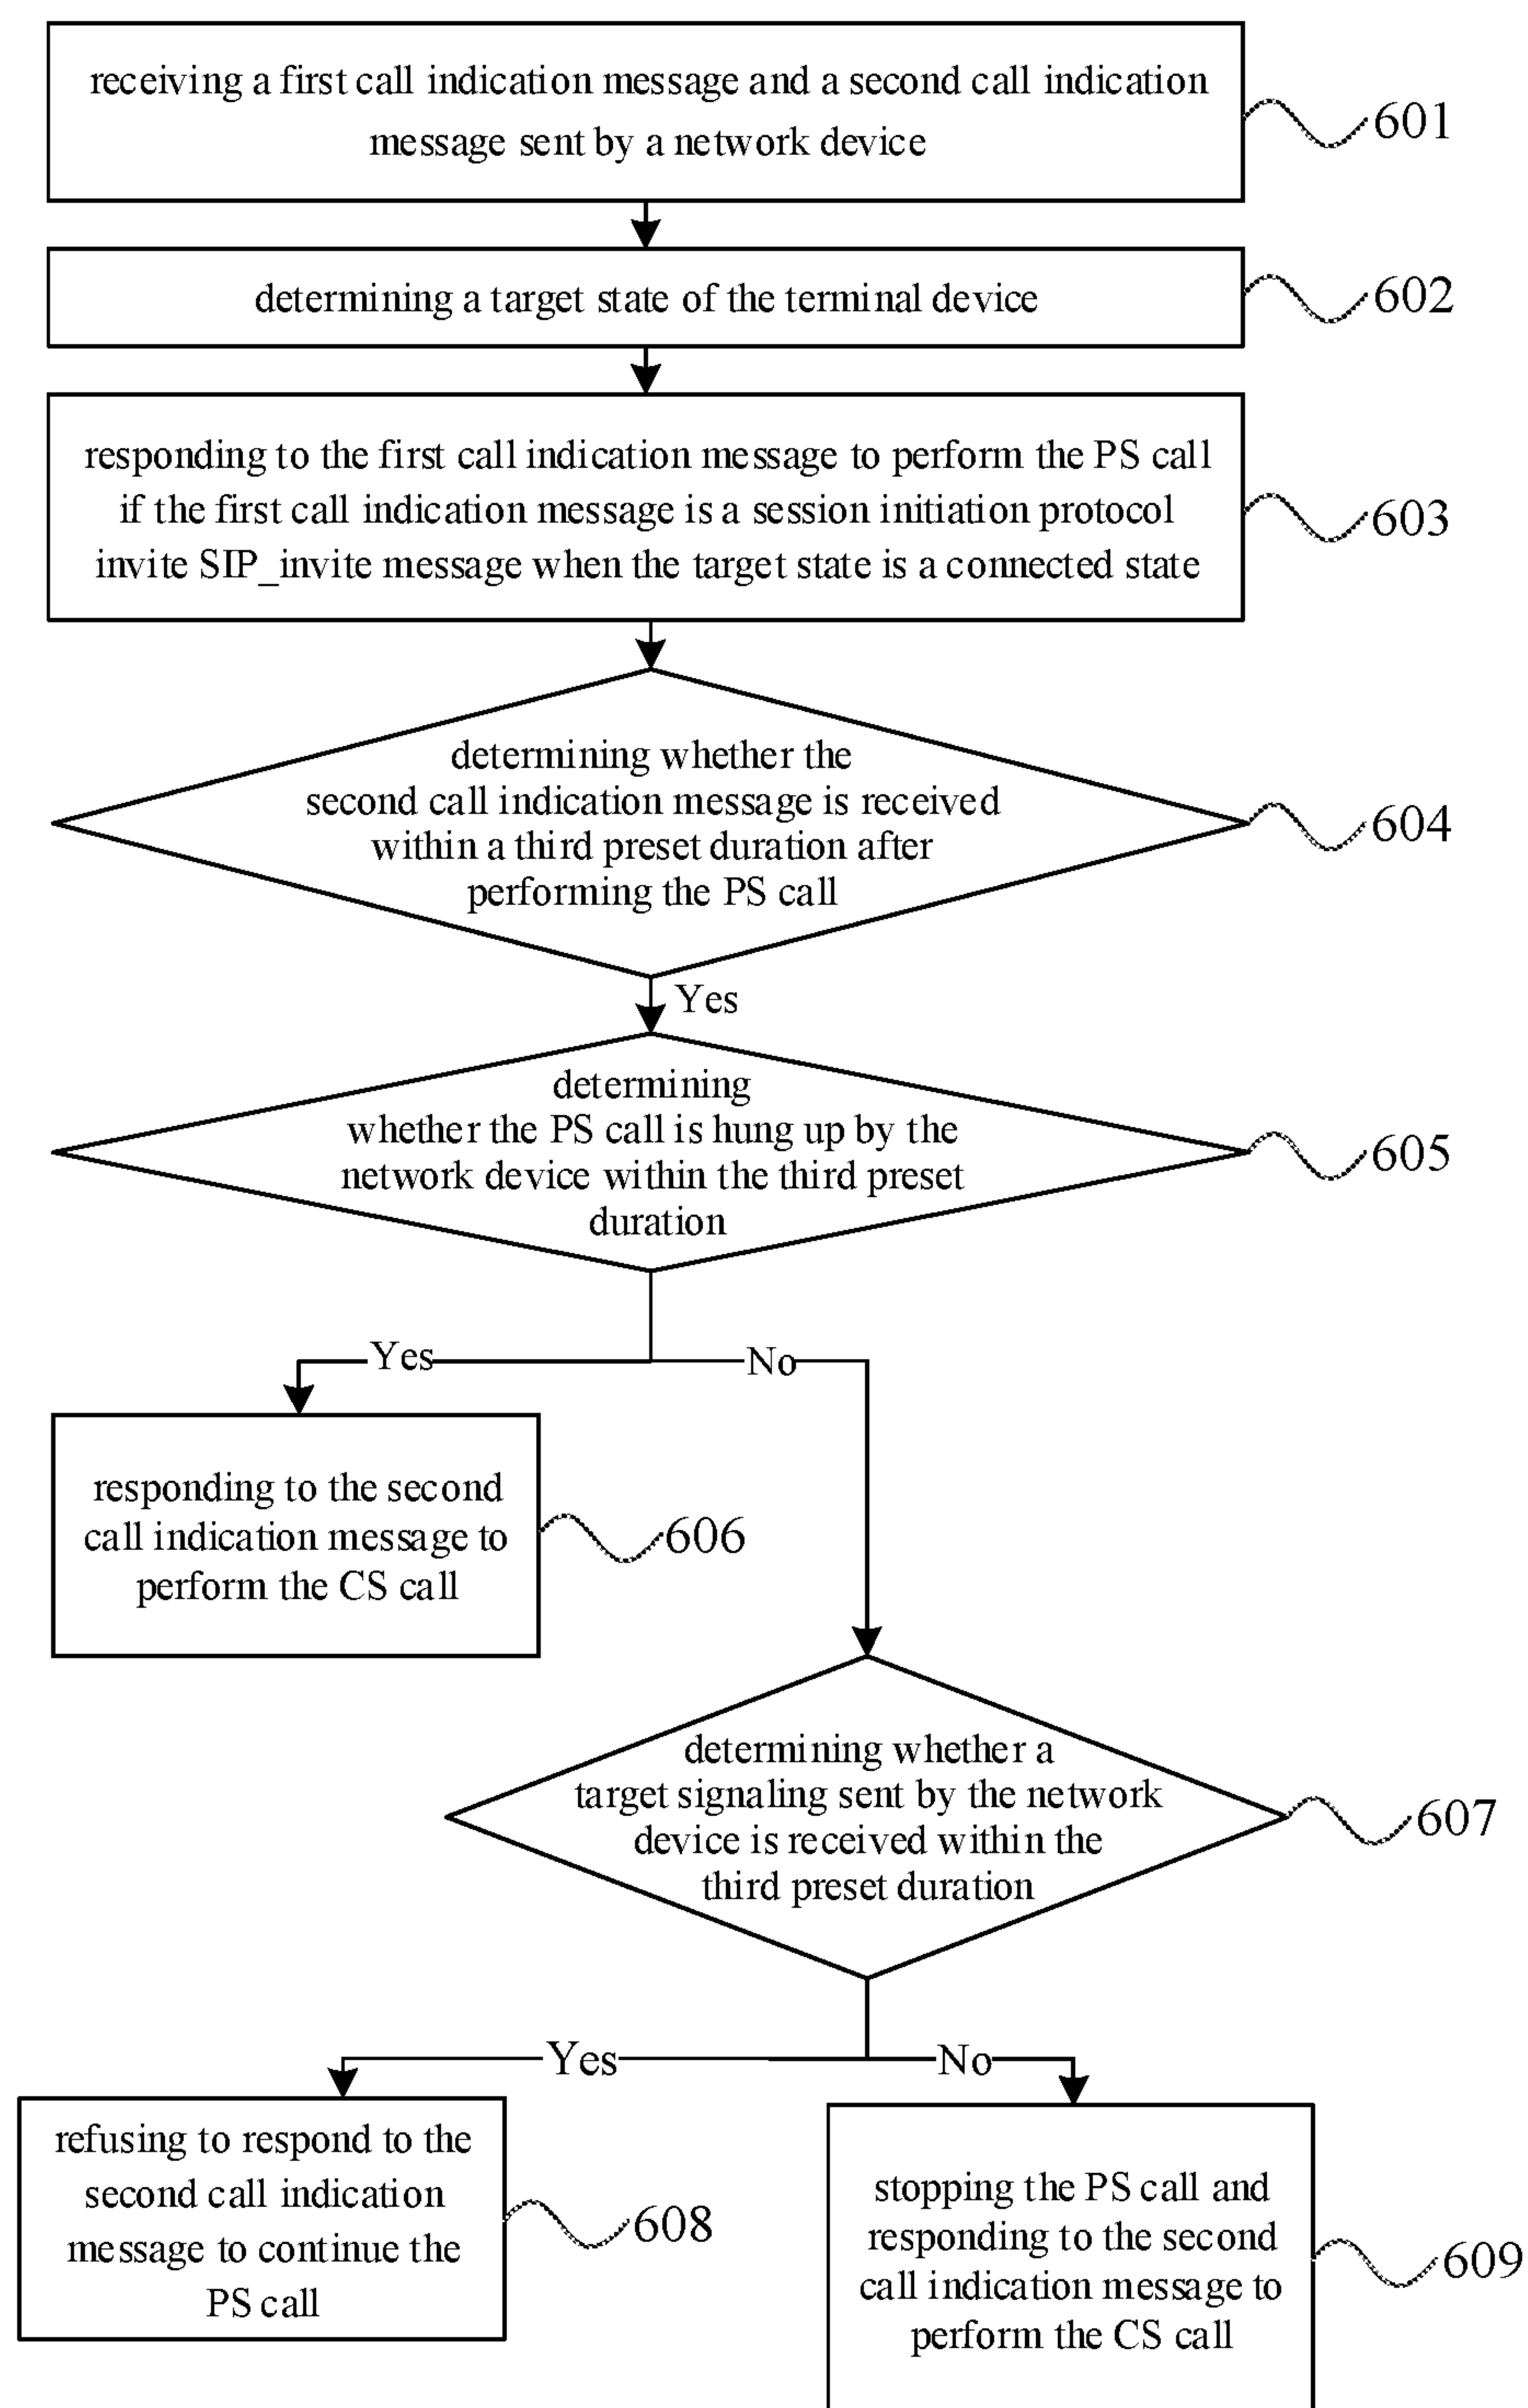 receiving a first call indication message and a second call indication
message sent by a network device
601
determining a target state of the terminal device
602
responding to the first call indication message to perform the PS call
if the first call indication message is a session initiation protocol
invite SIP_invite message when the target state is a connected state
603
determining whether the
second call indication message is received
within a third preset duration after
performing the PS call
604
Yes
determining
whether the PS call is hung up by the
network device within the third preset
duration
605
Yes
No
responding to the second
call indication message to
perform the CS call
606
determining whether a
target signaling sent by the network
device is received within the
third preset duration
607
Yes
No
refusing to respond to the
second call indication
message to continue the
PS call
608
stopping the PS call and
responding to the second
call indication message to
perform the CS call
609